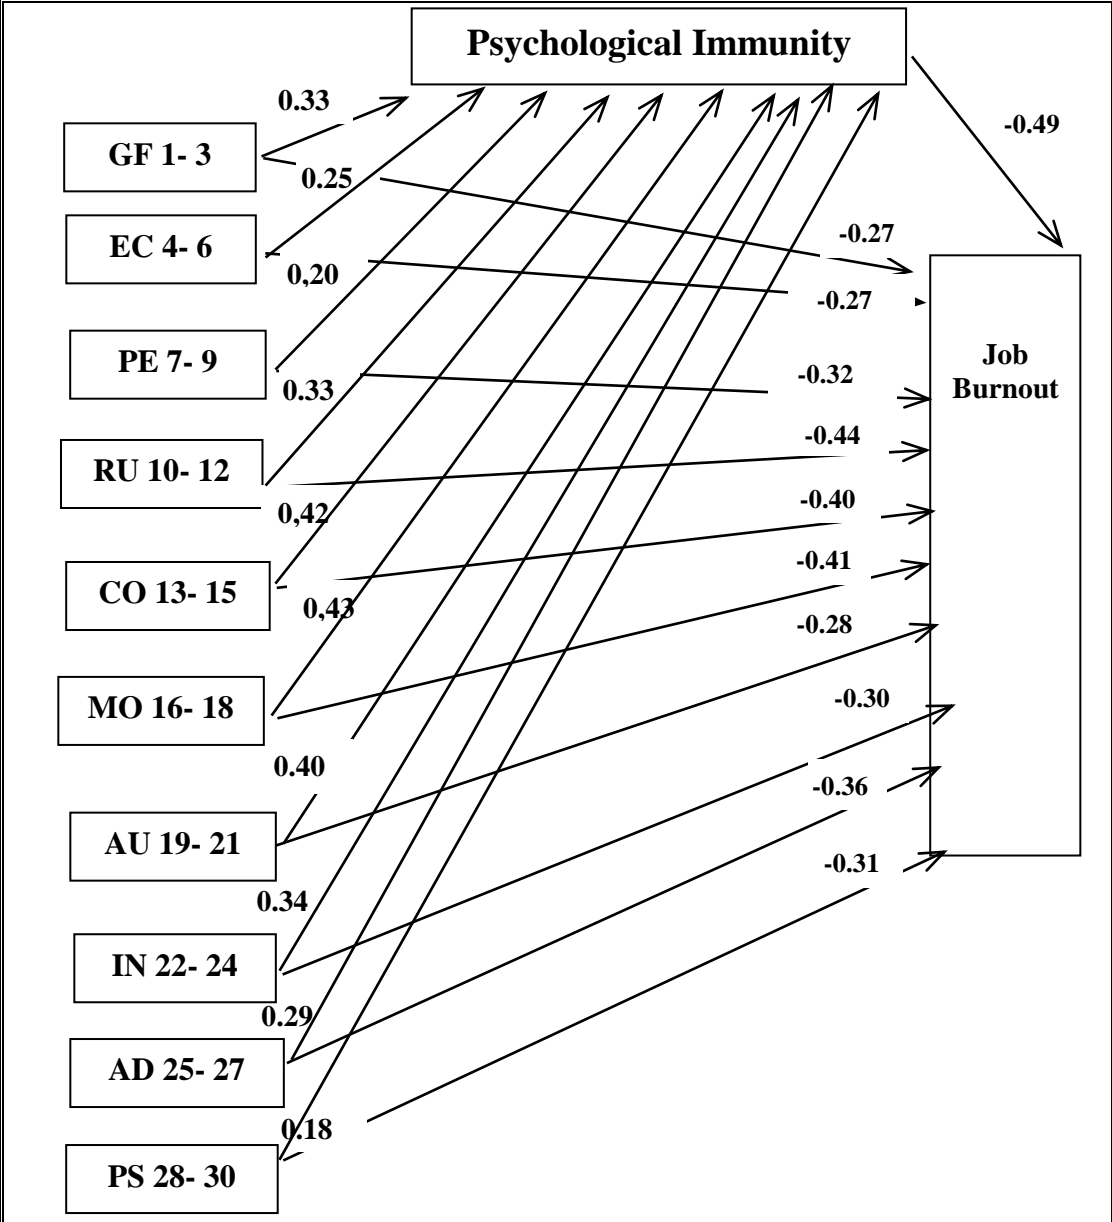 Psychological Immunity
0.33
-0.49
GF 1- 3
0.25
-0.27
EC 4- 6
0,20
-0.27
PE 7- 9
0.33
-0.32
Job
Burnout
-0.44
RU 10- 12
0,42
-0.40
CO 13- 15
0,43
-0.41
-0.28
MO 16- 18
-0.30
0.40
-0.36
AU 19- 21
-0.31
0.34
IN 22- 24
0.29
AD 25- 27
0.18
PS 28- 30